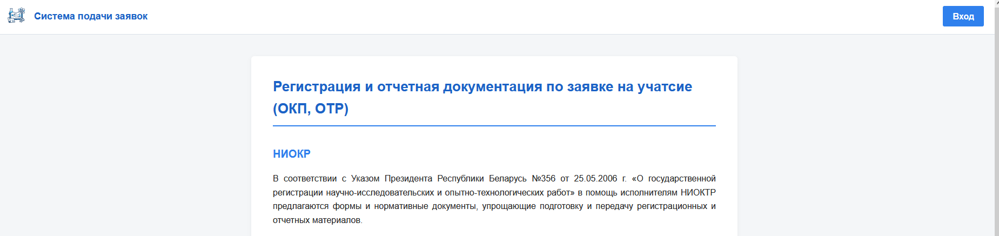 Система подачи заявок
Вход
Регистрация и отчетная документация по заявке на учатсие
(ОКП, ОТР)
НИОКР
В соответствии с Указом Президента Республики Беларусь №356 от 25.05.2006 г. «О государственной
регистрации научно-исследовательских и опытно-технологических работ» в помощь исполнителям НИОКТР
предлагаются формы и нормативные документы, упрощающие подготовку и передачу регистрационных и
отчетных материалов.